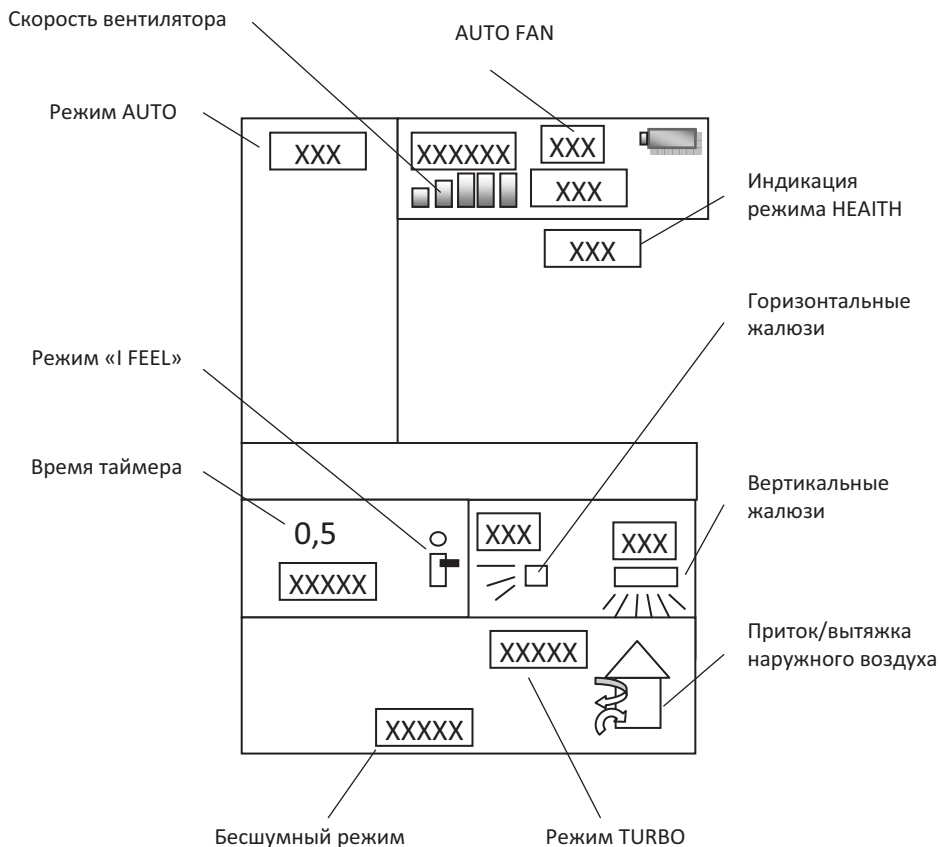 Скорость вентилятора
AUTO FAN
Режим AUTO
XXX
XXXXXX
XXX
XXX
Индикация
режима HEAITH
XXX
Горизонтальные
жалюзи
Режим «I FEEL»
Время таймера
Вертикальные
жалюзи
0,5
XXX
XXX
XXXXX
Приток/вытяжка
наружного воздуха
XXXXX
XXXXX
Бесшумный режим
Режим TURBO